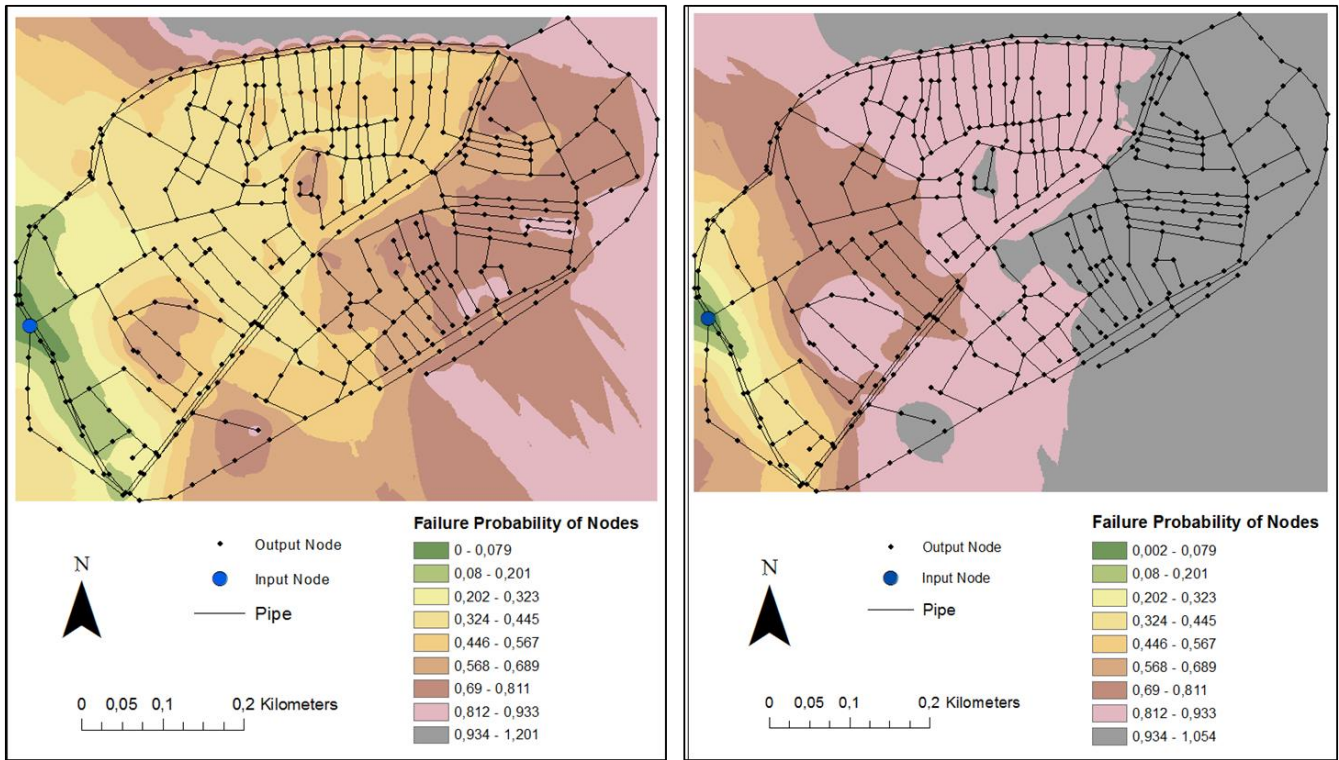 Failure Probability of Nodes
0 - 0,079
0,08 - 0,201
0,202 - 0,323
0,324 - 0,445
0,446 - 0,567
0,568 - 0,689
0,69 - 0,811
0,812 - 0,933
0,934 - 1,201
Output Node
Input Node
Pipe
N
0 0,05 0,1 0,2 Kilometers
Failure Probability of Nodes
0,002 - 0,079
0,08 - 0,201
0,202 - 0,323
0,324 - 0,445
0,446 - 0,567
0,568 - 0,689
0,69 - 0,811
0,812 - 0,933
0,934 - 1,054
Output Node
Input Node
Pipe
N
0 0,05 0,1 0,2 Kilometers